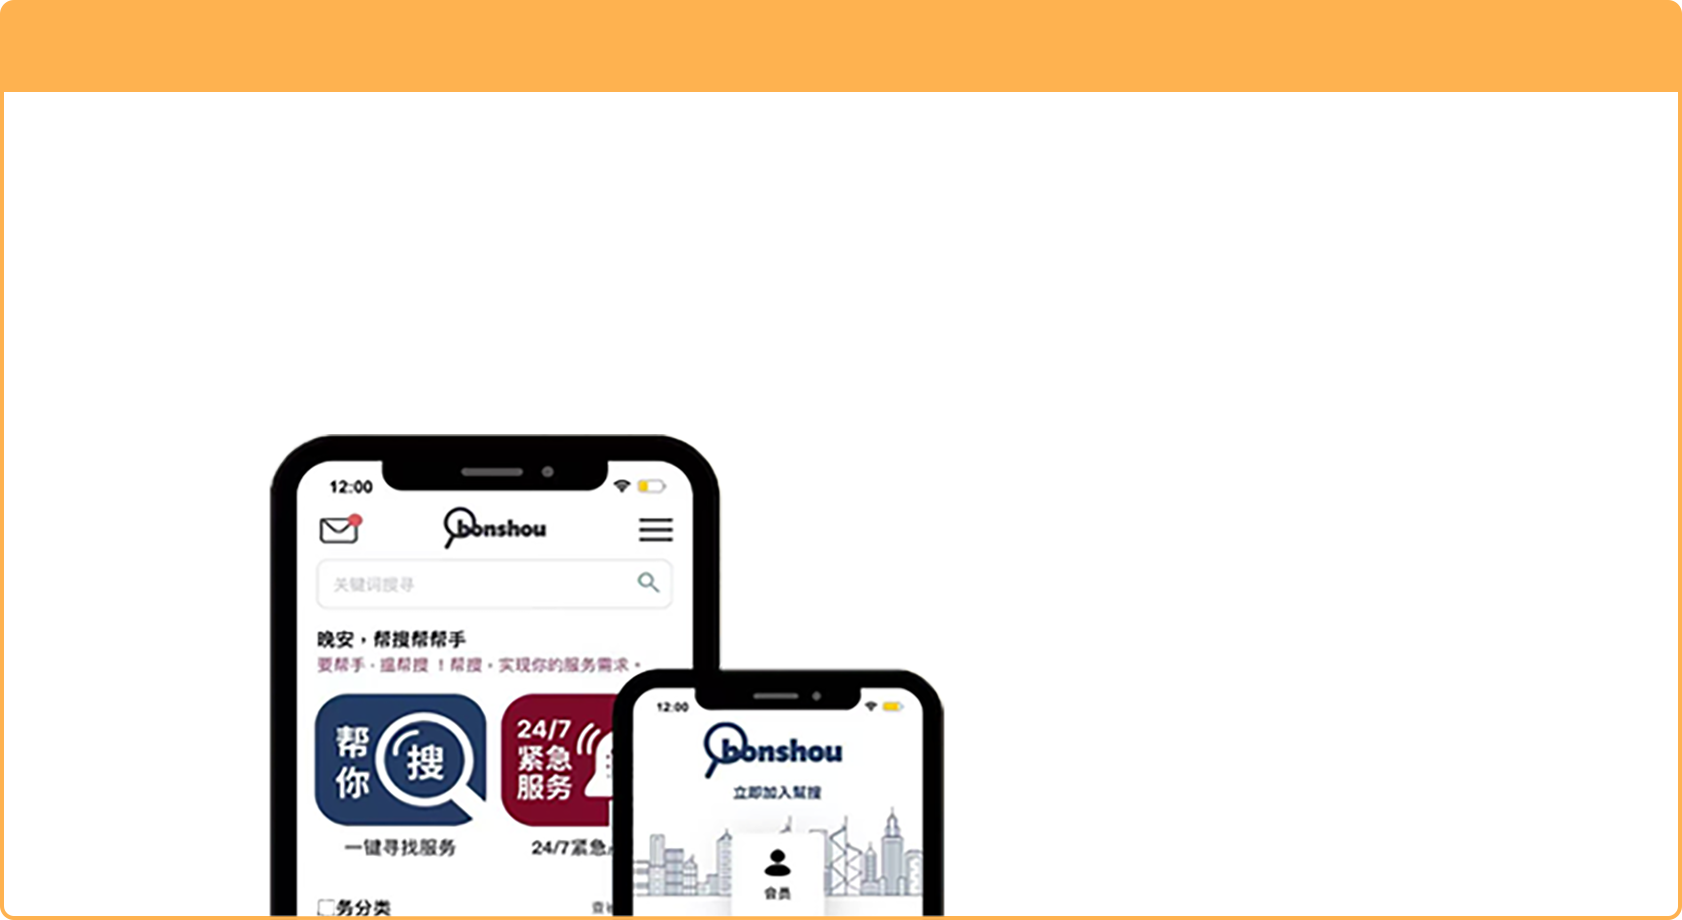 12:00
bonshou
关键词搜寻
晚安，帮搜帮帮手
要帮手，搵帮搜！帮搜，实现你的服务需求。
帮你
搜
24/7
紧急
服务
一键寻找服务
24/7紧急
务分类
12:00
bonshou
立即加入幫搜
会员